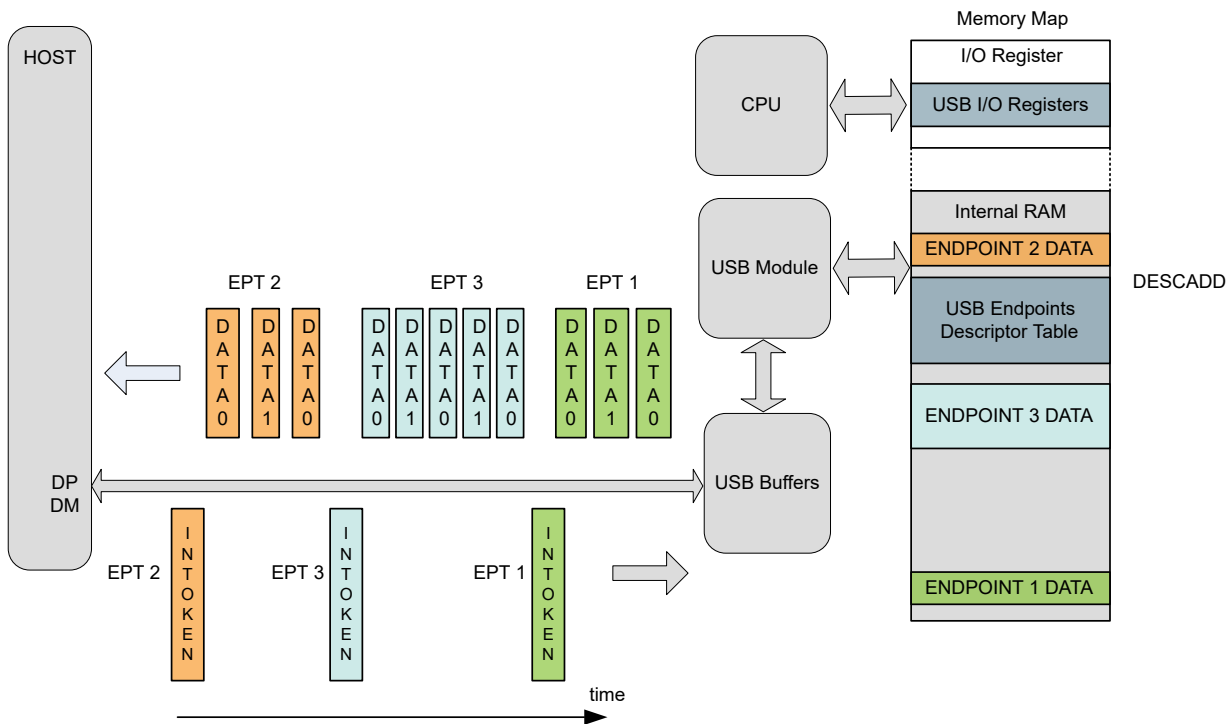 Memory Map
HOST
I/O Register
CPU
USB I/O Registers
Internal RAM
ENDPOINT 2 DATA
USB Module
DESCADD
USB Endpoints
Descriptor Table
EPT 2
EPT 3
EPT 1
DATA0
DATA1
DATA0
DATA0
DATA1
DATA0
DATA1
DATA0
DATA0
DATA1
DATA0
ENDPOINT 3 DATA
DP
DM
USB Buffers
EPT 2
INTOKEN
EPT 3
INTOKEN
EPT 1
INTOKEN
ENDPOINT 1 DATA
time